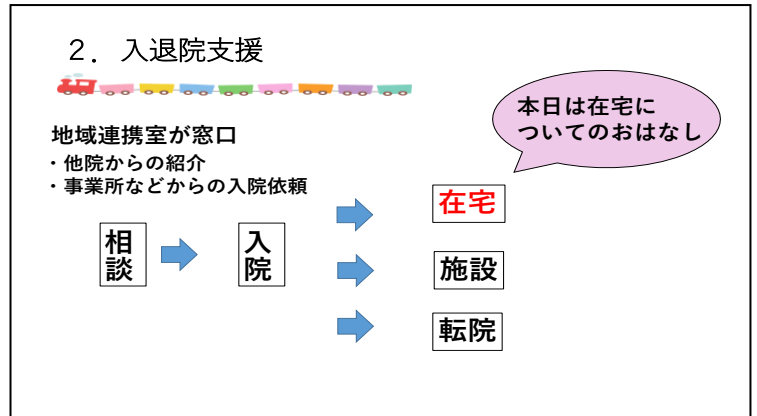 ２．入退院支援
本日は在宅に
ついてのおはなし
地域連携室が窓口
・他院からの紹介
・事業所などからの入院依頼
相談
入院
在宅
施設
転院